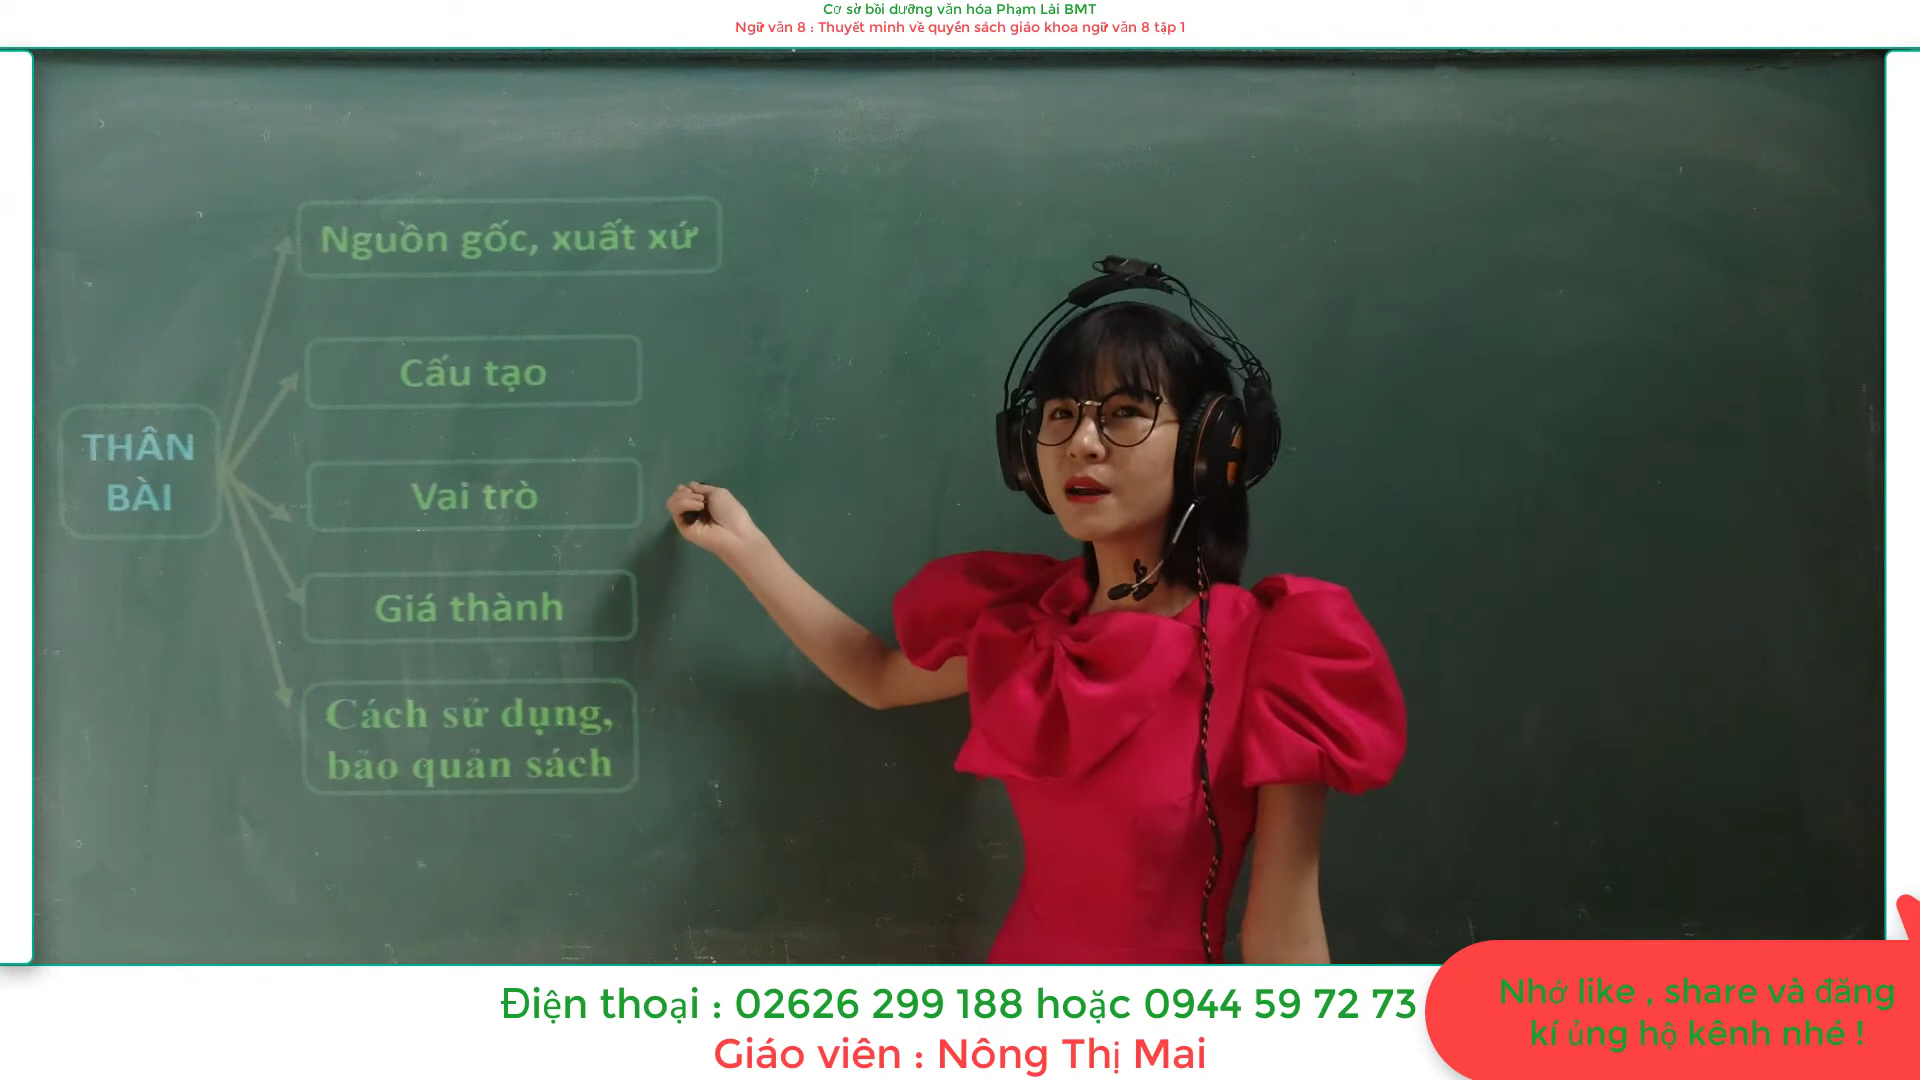 Cơ sở bồi dưỡng văn hóa Phạm Lài BMT
Ngữ văn 8 : Thuyết minh về quyển sách giáo khoa ngữ văn 8 tập 1
Nguồn gốc, xuất xứ
Cấu tạo
THÂN
BÀI
Vai trò
Giá thành
Cách sử dụng,
bảo quản sách
Điện thoại : 02626 299 188 hoặc 0944 59 72 73
Giáo viên : Nông Thị Mai
Nhớ like , share và đăng
kí ủng hộ kênh nhé !